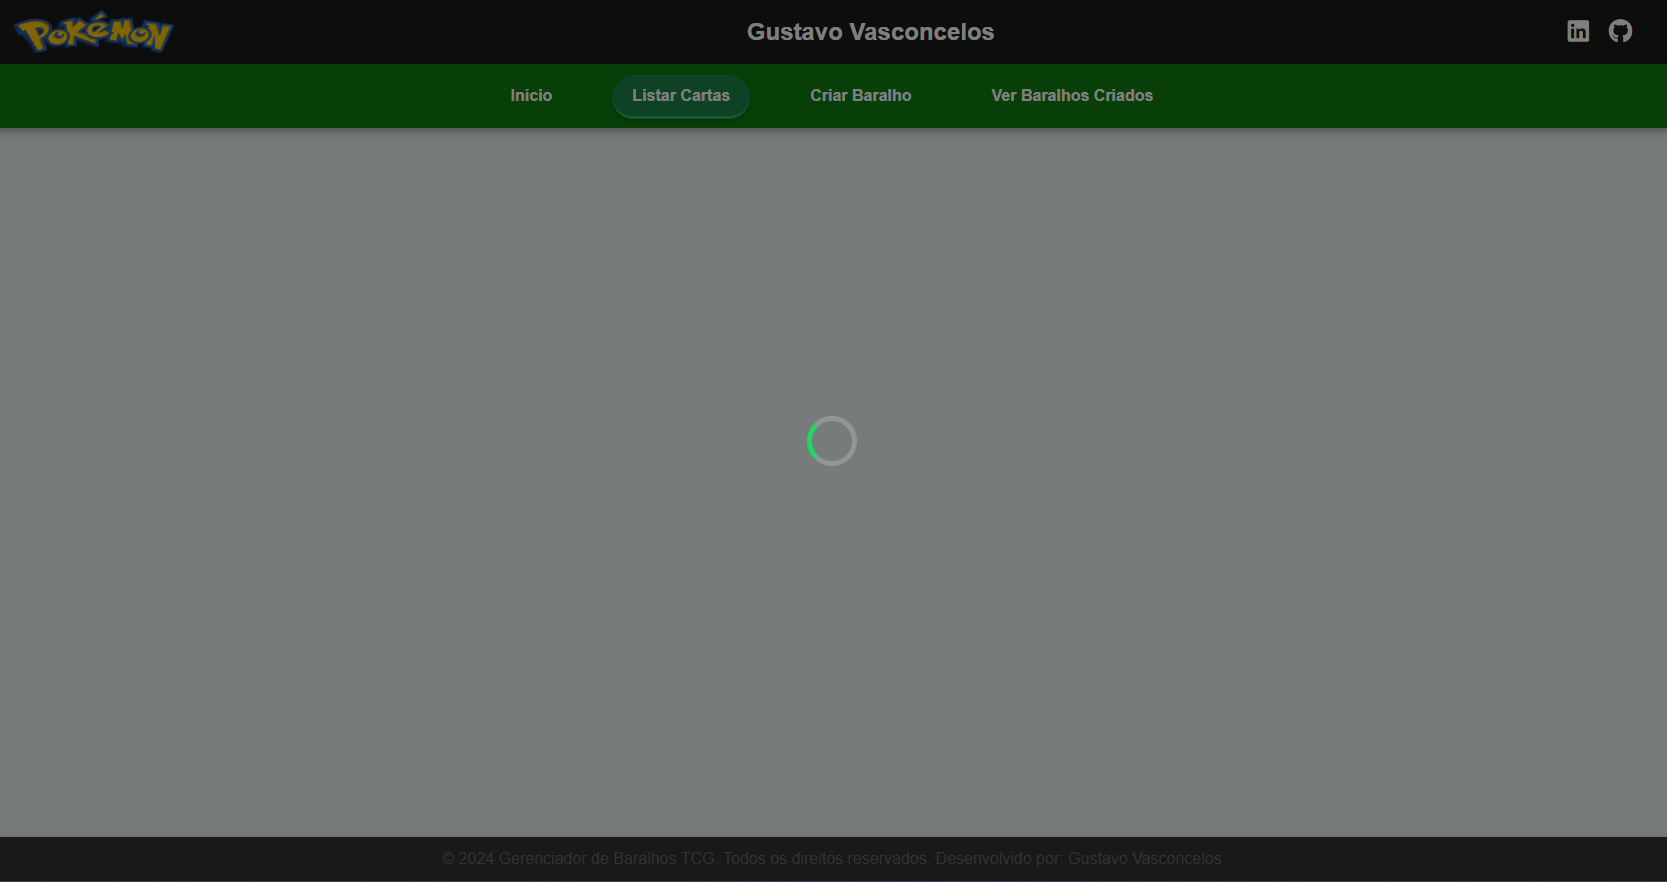 Pokémon
Gustavo Vasconcelos
in
Início
Listar Cartas
Criar Baralho
Ver Baralhos Criados
© 2024 Gerenciador de Baralhos TCG. Todos os direitos reservados. Desenvolvido por: Gustavo Vasconcelos